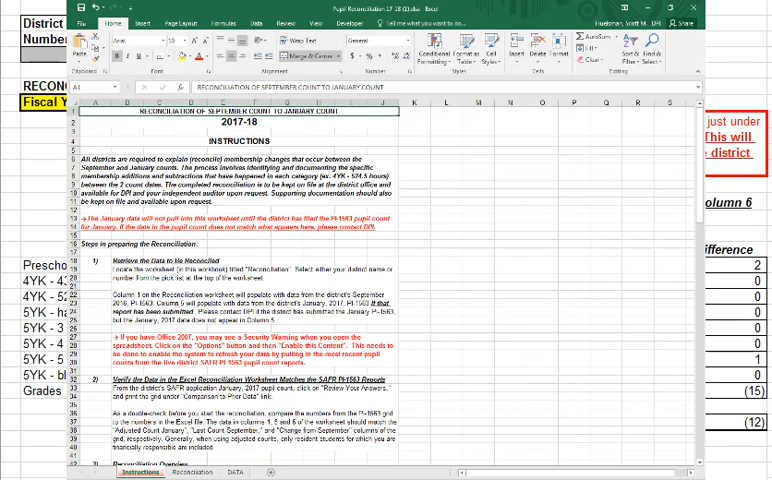 District
Number
RECON
Fiscal Y
Pupil Reconciliation 17 18 (1).xlsx - Excel
Huelsman, Scott M. DPI
File Home Insert Page Layout Formulas Data Review View Developer Tell me what you want to do
Share
Paste
Arial
10
Wrap Text
Merge & Center
General
Conditional Formatting
Format as Table
Cell Styles
Insert
Delete
Format
AutoSum
Fill
Clear
Sort & Filter
Find & Select
Clipboard
Font
Alignment
Number
Styles
Cells
Editing
A1
RECONCILIATION OF SEPTEMBER COUNT TO JANUARY COUNT
A B C D E F G H I J K L M N O P Q R S
RECONCILIATION OF SEPTEMBER COUNT TO JANUARY COUNT
2017-18
INSTRUCTIONS
All districts are required to explain (reconcile) membership changes that occur between the
September and January counts. The process involves identifying and documenting the specific
membership additions and subtractions that have happened in each category (ex. 4YK - 524.5 hours)
between the 2 count dates. The completed reconciliation is to be kept on file at the district office and
available for DPI and your independent auditor upon request. Supporting documentation should also
be kept on file and available upon request.
→ The January data will not pull into this worksheet until the district has filed the PI-1563 pupil count
for January. If the data in the pupil count does not match what appears here, please contact DPI.
Steps in preparing the Reconciliation:
1) Retrieve the Data to be Reconciled
Locate the worksheet (in this workbook) titled "Reconciliation". Select either your district name or
number from the pick list at the top of the worksheet.
Column 1 on the Reconciliation worksheet will populate with data from the district's September
2016, PI-1563. Column 5 will populate with data from the district's January, 2017, PI-1563 If that
report has been submitted. Please contact DPI if the district has submitted the January PI-1563,
but the January, 2017 date does not appear in Column 5.
→ If you have Office 2007, you may see a Security Warning when you open the
worksheet. Click on the "Options" button and then "Enable this Content". This needs to
be done to enable the system to refresh your data by pulling in the most recent pupil
counts from the live district SAFR PI-1563 pupil count reports.
2) Verify the Data in the Excel Reconciliation Worksheet Matches the SAFR PI-1563 Reports
From the district's SAFR application January, 2017 pupil count, click on "Review Your Answers,"
and print the grid under "Comparison to Prior Data" link.
As a double-check before you start the reconciliation, compare the numbers from the PI-1563 grid
to the numbers in the Excel file. The data in columns 1, 5 and 6 of the worksheet should match the
"Adjusted Count January", "Last Count September," and "Change from September" columns of the
grid, respectively. Generally, when using adjusted counts, only resident students for which you are
financially responsible are included.
3) Reconciliation Overview
Instructions Reconciliation DATA
just under
This will
e district
olumn 6
ifference
Prescho 2
4YK - 43 0
4YK - 52 0
5YK - ha 0
5YK - 3 0
5YK - 4 0
5YK - 5 1
5YK - bl 0
Grades (15)
(12)